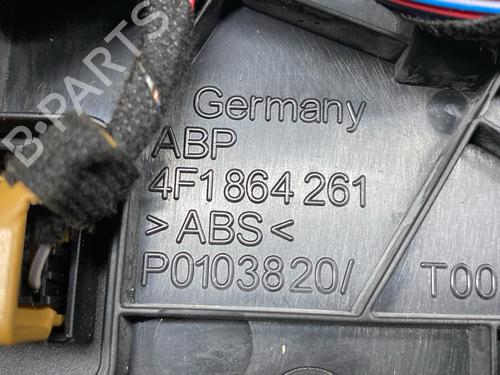 B-PARTS
Germany
ABP
4F1 864 261
> ABS <
P0103820/
T00